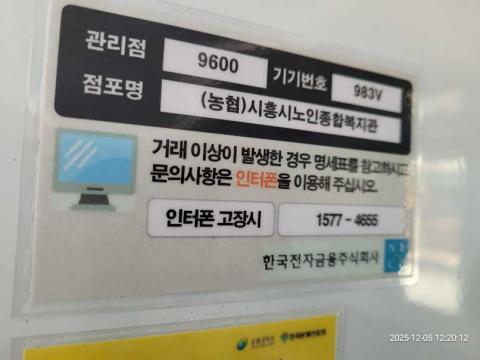 관리점 9600 기기번호 983V
점포명 (농협)시흥시노인종합복지관
거래 이상이 발생한 경우 명세표를 참고하시고
문의사항은 인터폰을 이용해 주십시오.
인터폰 고장시 1577-4655
한국전자금융주식회사
2025-12-05 12:20:12